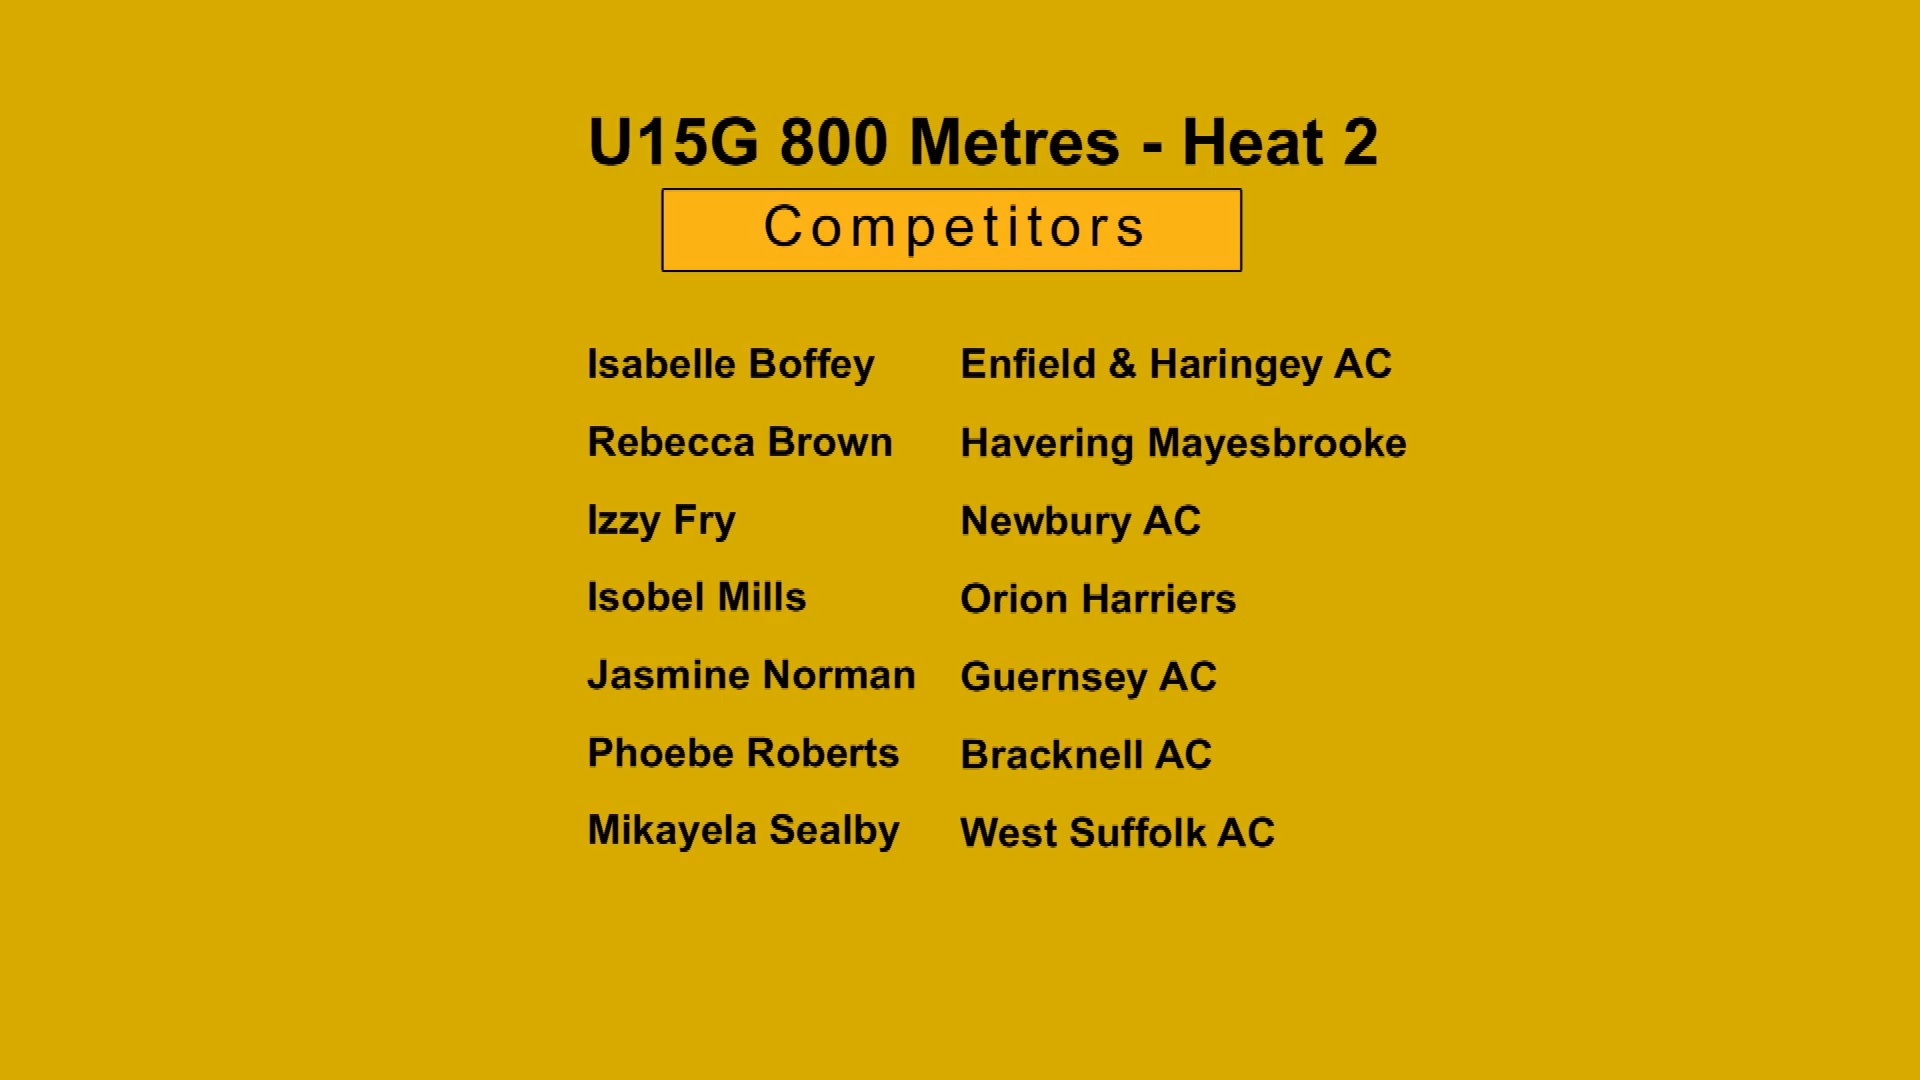 U15G 800 Metres - Heat 2
Competitors
Isabelle Boffey Enfield & Haringey AC
Rebecca Brown Havering Mayesbrooke
Izzy Fry Newbury AC
Isobel Mills Orion Harriers
Jasmine Norman Guernsey AC
Phoebe Roberts Bracknell AC
Mikayela Sealby West Suffolk AC